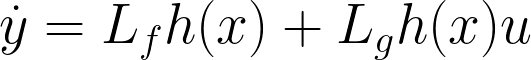 ẏ = L_f h(x) + L_g h(x)u